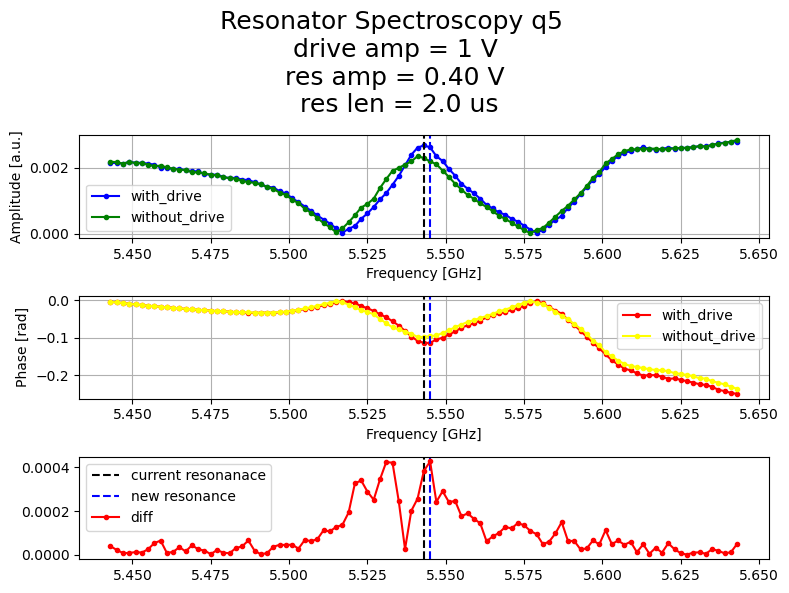 Resonator Spectroscopy q5
drive amp = 1 V
res amp = 0.40 V
res len = 2.0 us
Amplitude [a.u.]
0.002
0.000
with_drive
without_drive
5.450 5.475 5.500 5.525 5.550 5.575 5.600 5.625 5.650
Frequency [GHz]
Phase [rad]
0.0
−0.1
−0.2
with_drive
without_drive
5.450 5.475 5.500 5.525 5.550 5.575 5.600 5.625 5.650
Frequency [GHz]
0.0004
0.0002
0.0000
current resonanace
new resonance
diff
5.450 5.475 5.500 5.525 5.550 5.575 5.600 5.625 5.650